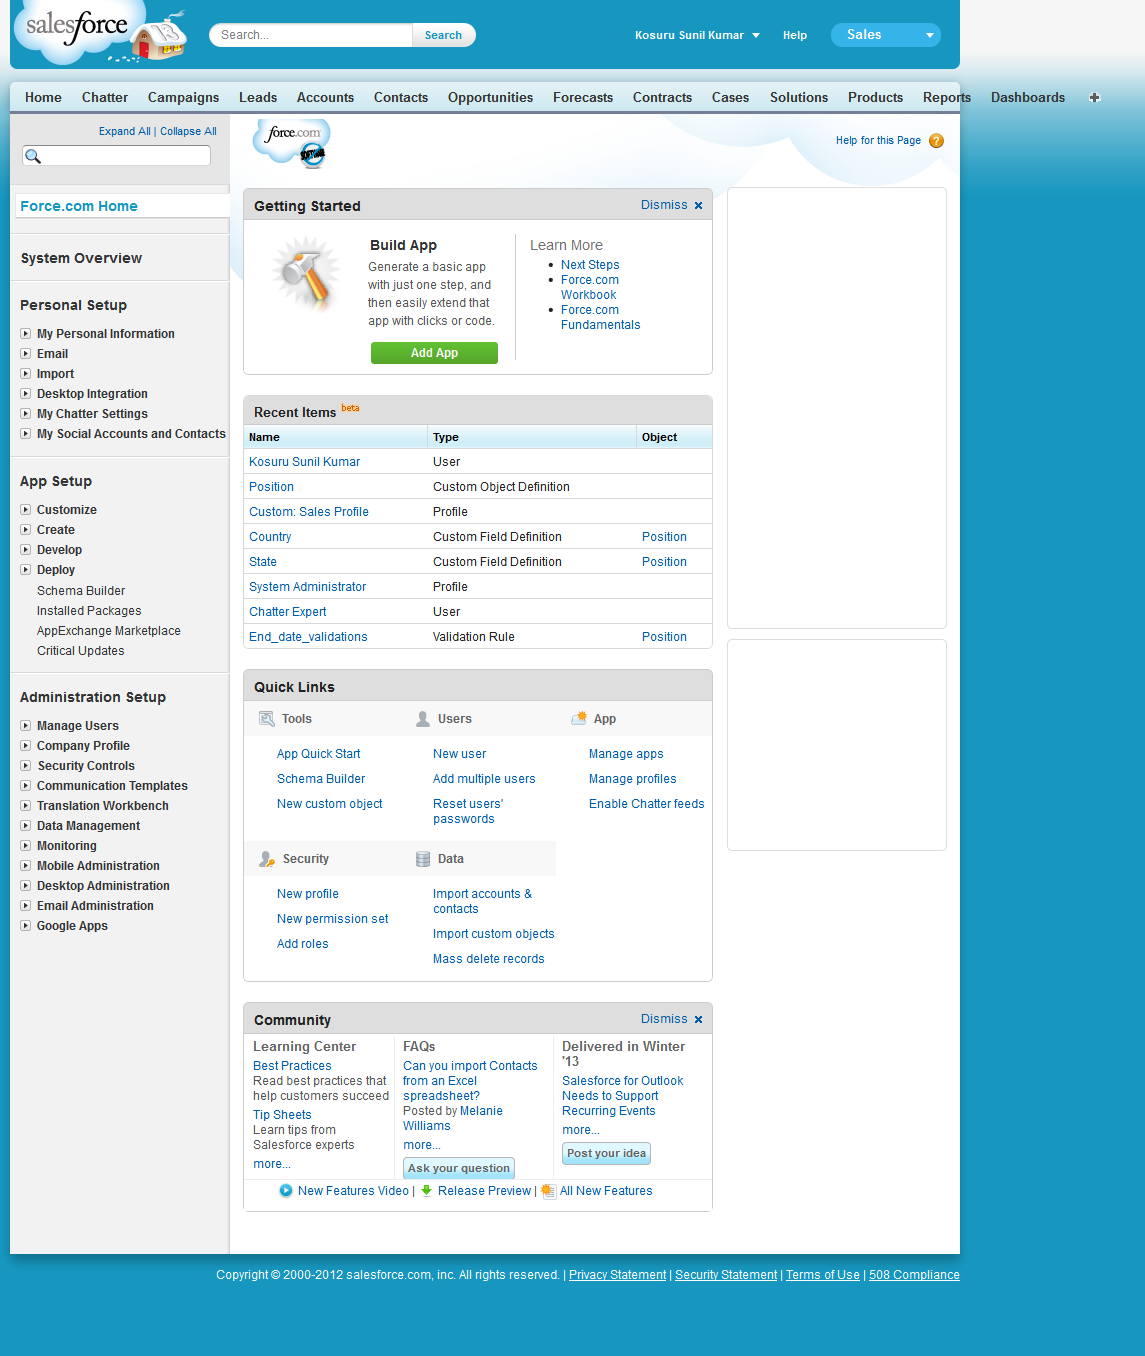 salesforce
Search...
Search
Kosuru Sunil Kumar
Help
Sales
Home
Chatter
Campaigns
Leads
Accounts
Contacts
Opportunities
Forecasts
Contracts
Cases
Solutions
Products
Reports
Dashboards
Expand All | Collapse All
Force.com Home
System Overview
Personal Setup
My Personal Information
Email
Import
Desktop Integration
My Chatter Settings
My Social Accounts and Contacts
App Setup
Customize
Create
Develop
Deploy
Schema Builder
Installed Packages
AppExchange Marketplace
Critical Updates
Administration Setup
Manage Users
Company Profile
Security Controls
Communication Templates
Translation Workbench
Data Management
Monitoring
Mobile Administration
Desktop Administration
Email Administration
Google Apps
force.com
SOFTWARE
Help for this Page
?
Getting Started
Dismiss
Build App
Generate a basic app
with just one step, and
then easily extend that
app with clicks or code.
Add App
Learn More
Next Steps
Force.com
Workbook
Force.com
Fundamentals
Recent Items beta
Name Type Object
Kosuru Sunil Kumar User
Position Custom Object Definition
Custom: Sales Profile Profile
Country Custom Field Definition Position
State Custom Field Definition Position
System Administrator Profile
Chatter Expert User
End_date_validations Validation Rule Position
Quick Links
Tools
App Quick Start
Schema Builder
New custom object
Users
New user
Add multiple users
Reset users'
passwords
App
Manage apps
Manage profiles
Enable Chatter feeds
Security
New profile
New permission set
Add roles
Data
Import accounts &
contacts
Import custom objects
Mass delete records
Community
Dismiss
Learning Center
Best Practices
Read best practices that
help customers succeed
Tip Sheets
Learn tips from
Salesforce experts
more...
FAQs
Can you import Contacts
from an Excel
spreadsheet?
Posted by Melanie
Williams
more...
Ask your question
Delivered in Winter
'13
Salesforce for Outlook
Needs to Support
Recurring Events
more...
Post your idea
New Features Video | Release Preview | All New Features
Copyright © 2000-2012 salesforce.com, inc. All rights reserved. | Privacy Statement | Security Statement | Terms of Use | 508 Compliance